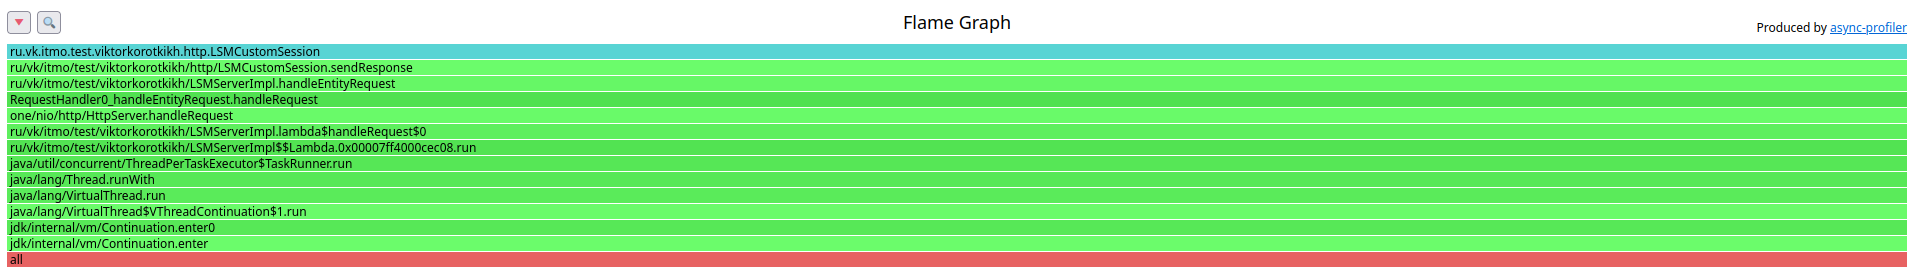 Flame Graph
Produced by async-profiler
ru.vk.itmo.test.viktorkorotkikh.http.LSMCustomSession
ru/vk/itmo/test/viktorkorotkikh/http/LSMCustomSession.sendResponse
ru/vk/itmo/test/viktorkorotkikh/LSMServerImpl.handleEntityRequest
RequestHandler0_handleEntityRequest.handleRequest
one/nio/http/HttpServer.handleRequest
ru/vk/itmo/test/viktorkorotkikh/LSMServerImpl.lambda$handleRequest$0
ru/vk/itmo/test/viktorkorotkikh/LSMServerImpl$$Lambda.0x00007ff4000cec08.run
java/util/concurrent/ThreadPerTaskExecutor$TaskRunner.run
java/lang/Thread.runWith
java/lang/VirtualThread.run
java/lang/VirtualThread$VThreadContinuation$1.run
jdk/internal/vm/Continuation.enter0
jdk/internal/vm/Continuation.enter
all